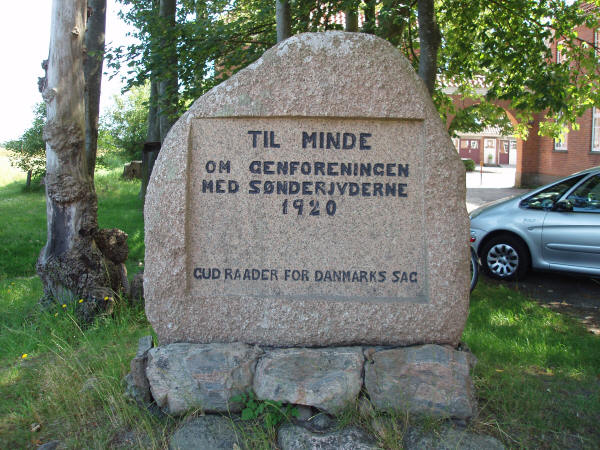 TIL MINDE
OM GENFORENINGEN
MED SØNDERJYDERNE
1920
GUD RAADER FOR DANMARKS SAG